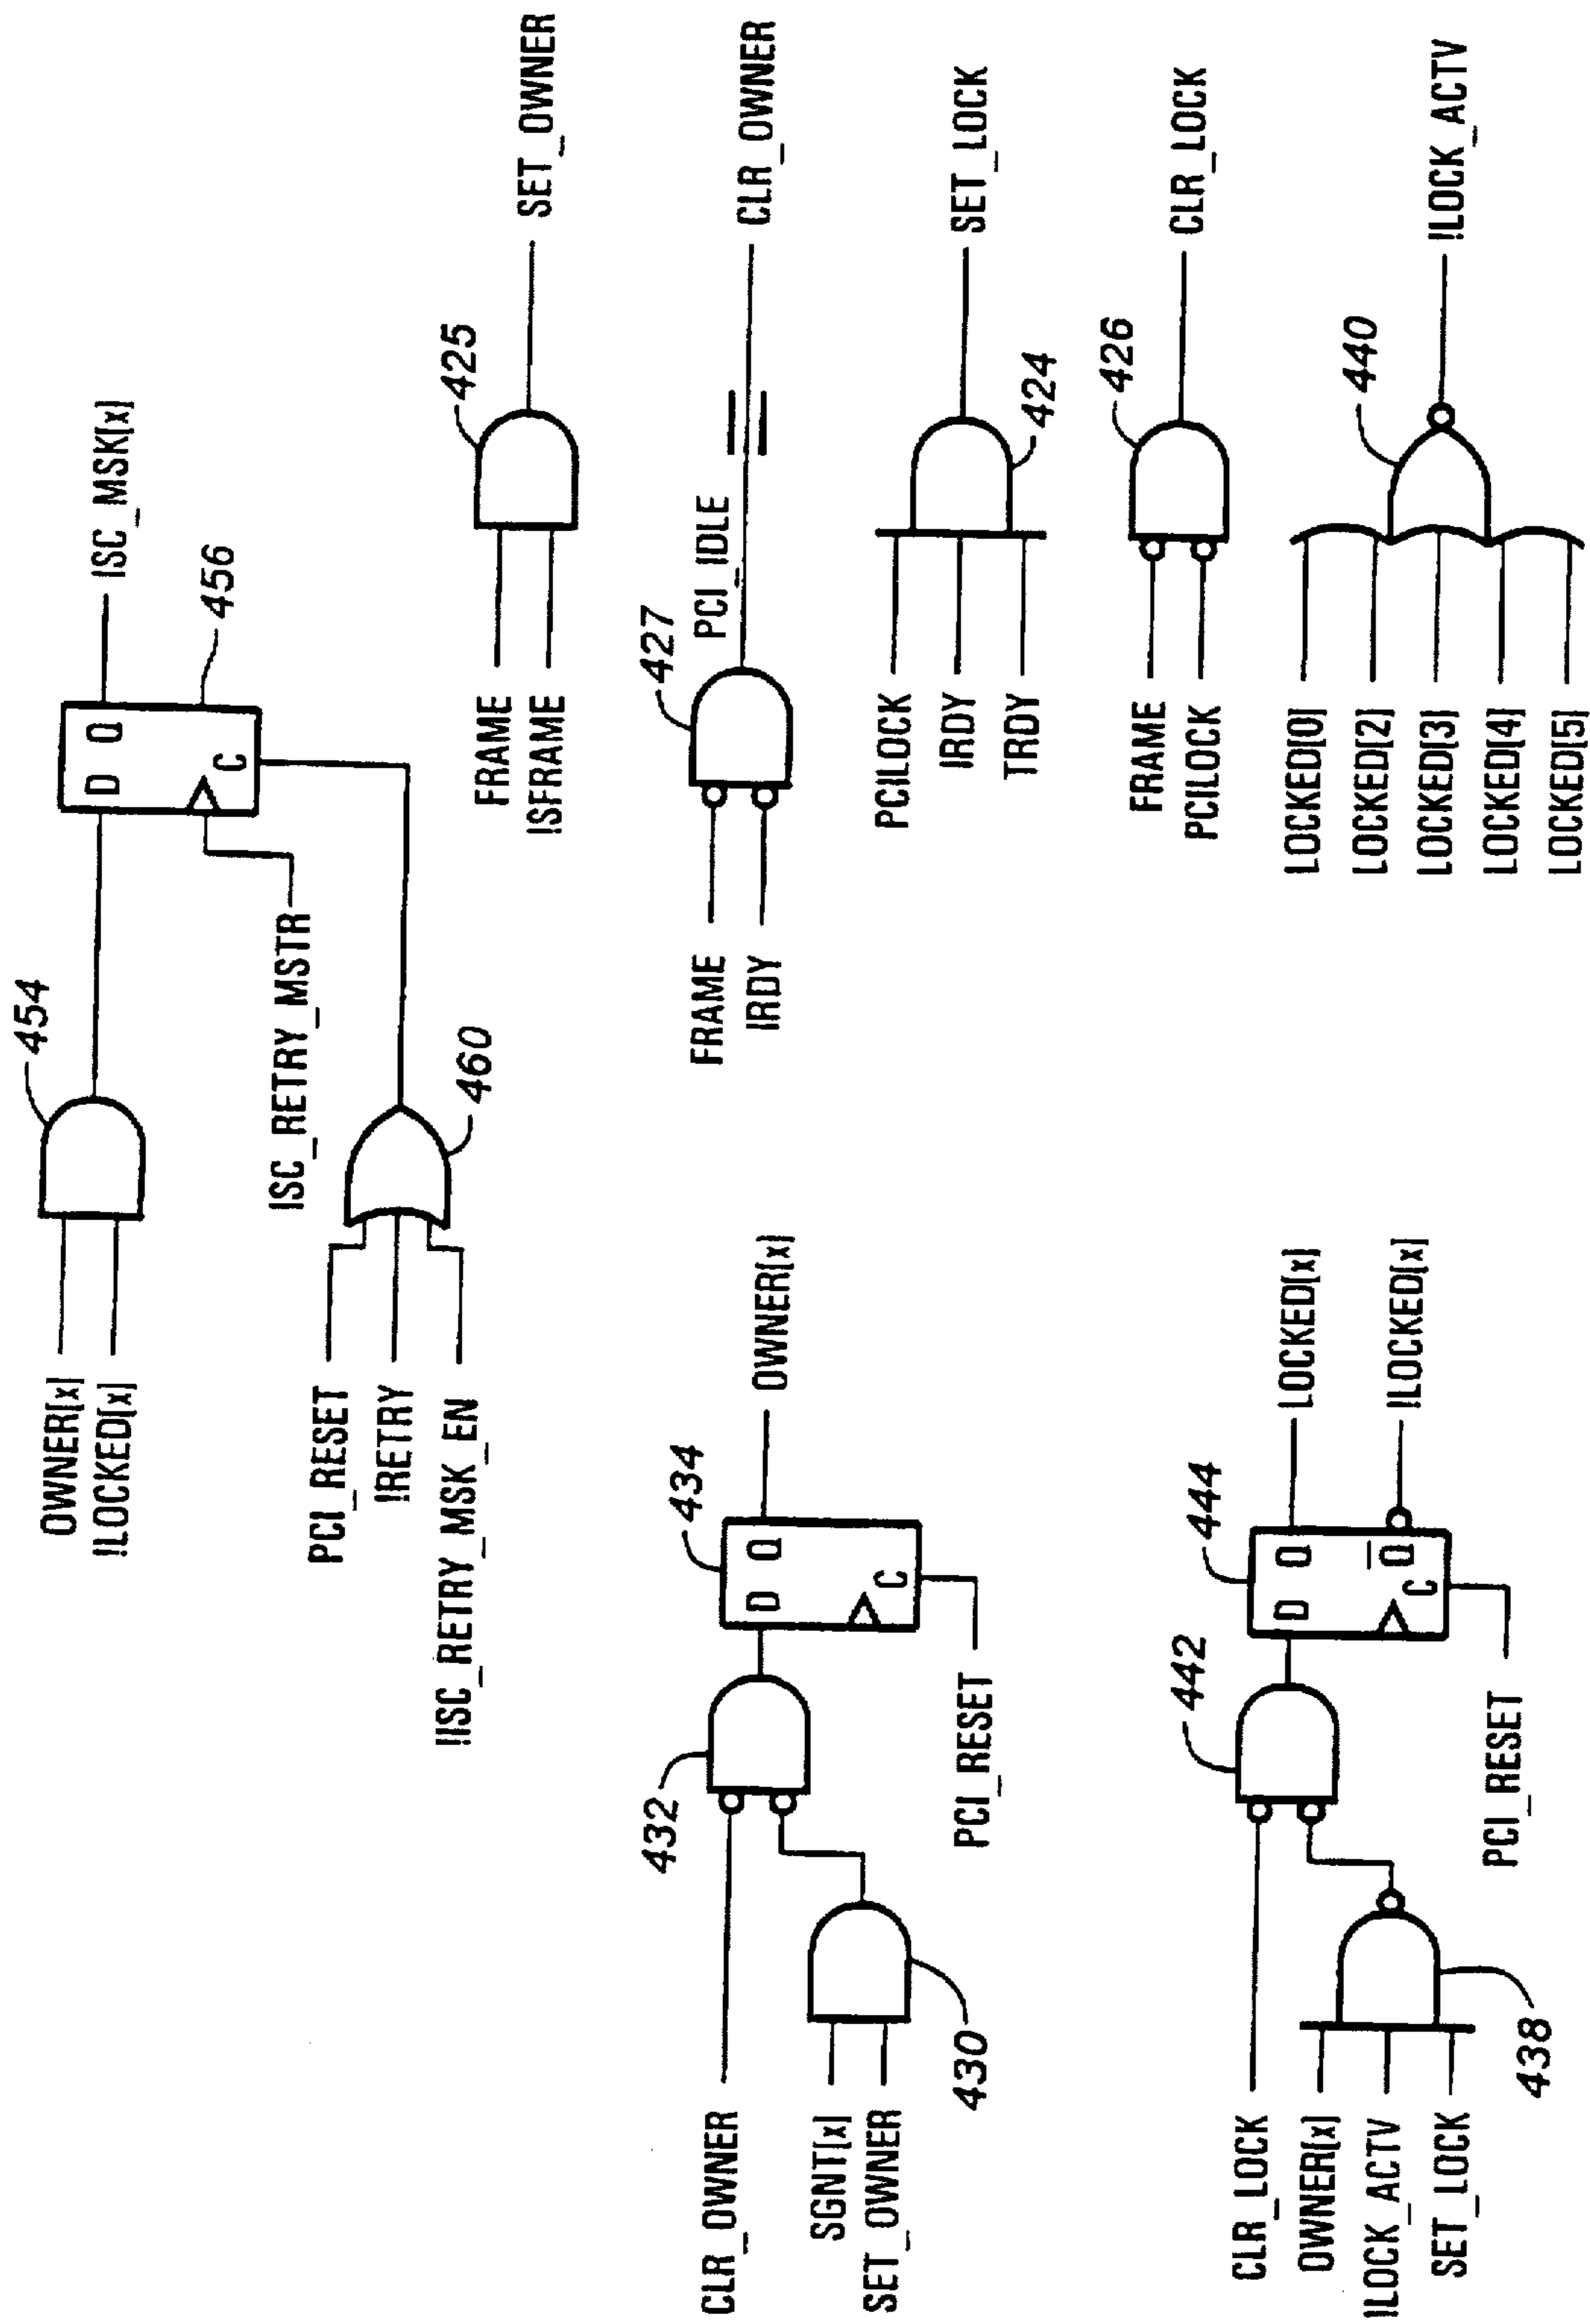 454
OWNER[x]
!LOCKED[x]
D Q
C
ISC_MSK[x]
456
ISC_RETRY_MSTR
PCI_RESET
!RETRY
!ISC_RETRY_MSK_EN
460
425
FRAME
!SFRAME
SET_OWNER
427
FRAME
IRDY
PCI_IDLE
CLR_OWNER
432
434
CLR_OWNER
SGNT[x]
SET_OWNER
430
D Q
C
OWNER[x]
PCI_RESET
PCILOCK
IRDY
TRDY
SET_LOCK
424
426
FRAME
PCILOCK
CLR_LOCK
442
444
CLR_LOCK
OWNER[x]
!LOCK_ACTV
SET_LOCK
438
D Q
Q
C
LOCKED[x]
!LOCKED[x]
PCI_RESET
440
LOCKED[0]
LOCKED[2]
LOCKED[3]
LOCKED[4]
LOCKED[5]
!LOCK_ACTV